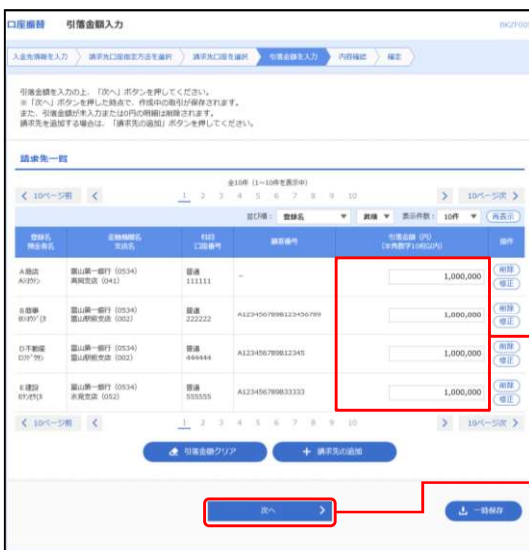 口座振替 引落金額入力 BKZF005
入金先情報を入力 請求先口座指定方法を選択 請求先口座を選択 引落金額を入力 内容確認 確定
引落金額を入力の上、「次へ」ボタンを押してください。
※「次へ」ボタンを押した時点で、作成中の取引が保存されます。
また、引落金額が未入力または0円の明細は削除されます。
請求先を追加する場合は、「請求先の追加」ボタンを押してください。
請求先一覧
全10件（1～10件を表示中）
10ページ前 1 2 3 4 5 6 7 8 9 10 10ページ次
並び順： 登録名 昇順 表示件数： 10件 再表示
登録名 金融機関名 科目 顧客番号 引落金額（円） 操作
預金者名 支店名 口座番号 （半角数字10桁以内）
A商店 富山第一銀行（0534） 普通 - 1,000,000 削除
高岡支店（041） 111111 修正
B商事 富山第一銀行（0534） 普通 A1234567890B123456789 1,000,000 削除
富山駅前支店（002） 222222 修正
D不動産 富山第一銀行（0534） 普通 A1234567890B12345 1,000,000 削除
富山駅前支店（002） 444444 修正
E建設 富山第一銀行（0534） 普通 A1234567890B33333 1,000,000 削除
氷見支店（052） 555555 修正
10ページ前 1 2 3 4 5 6 7 8 9 10 10ページ次
引落金額クリア ＋ 請求先の追加
次へ 一時保存